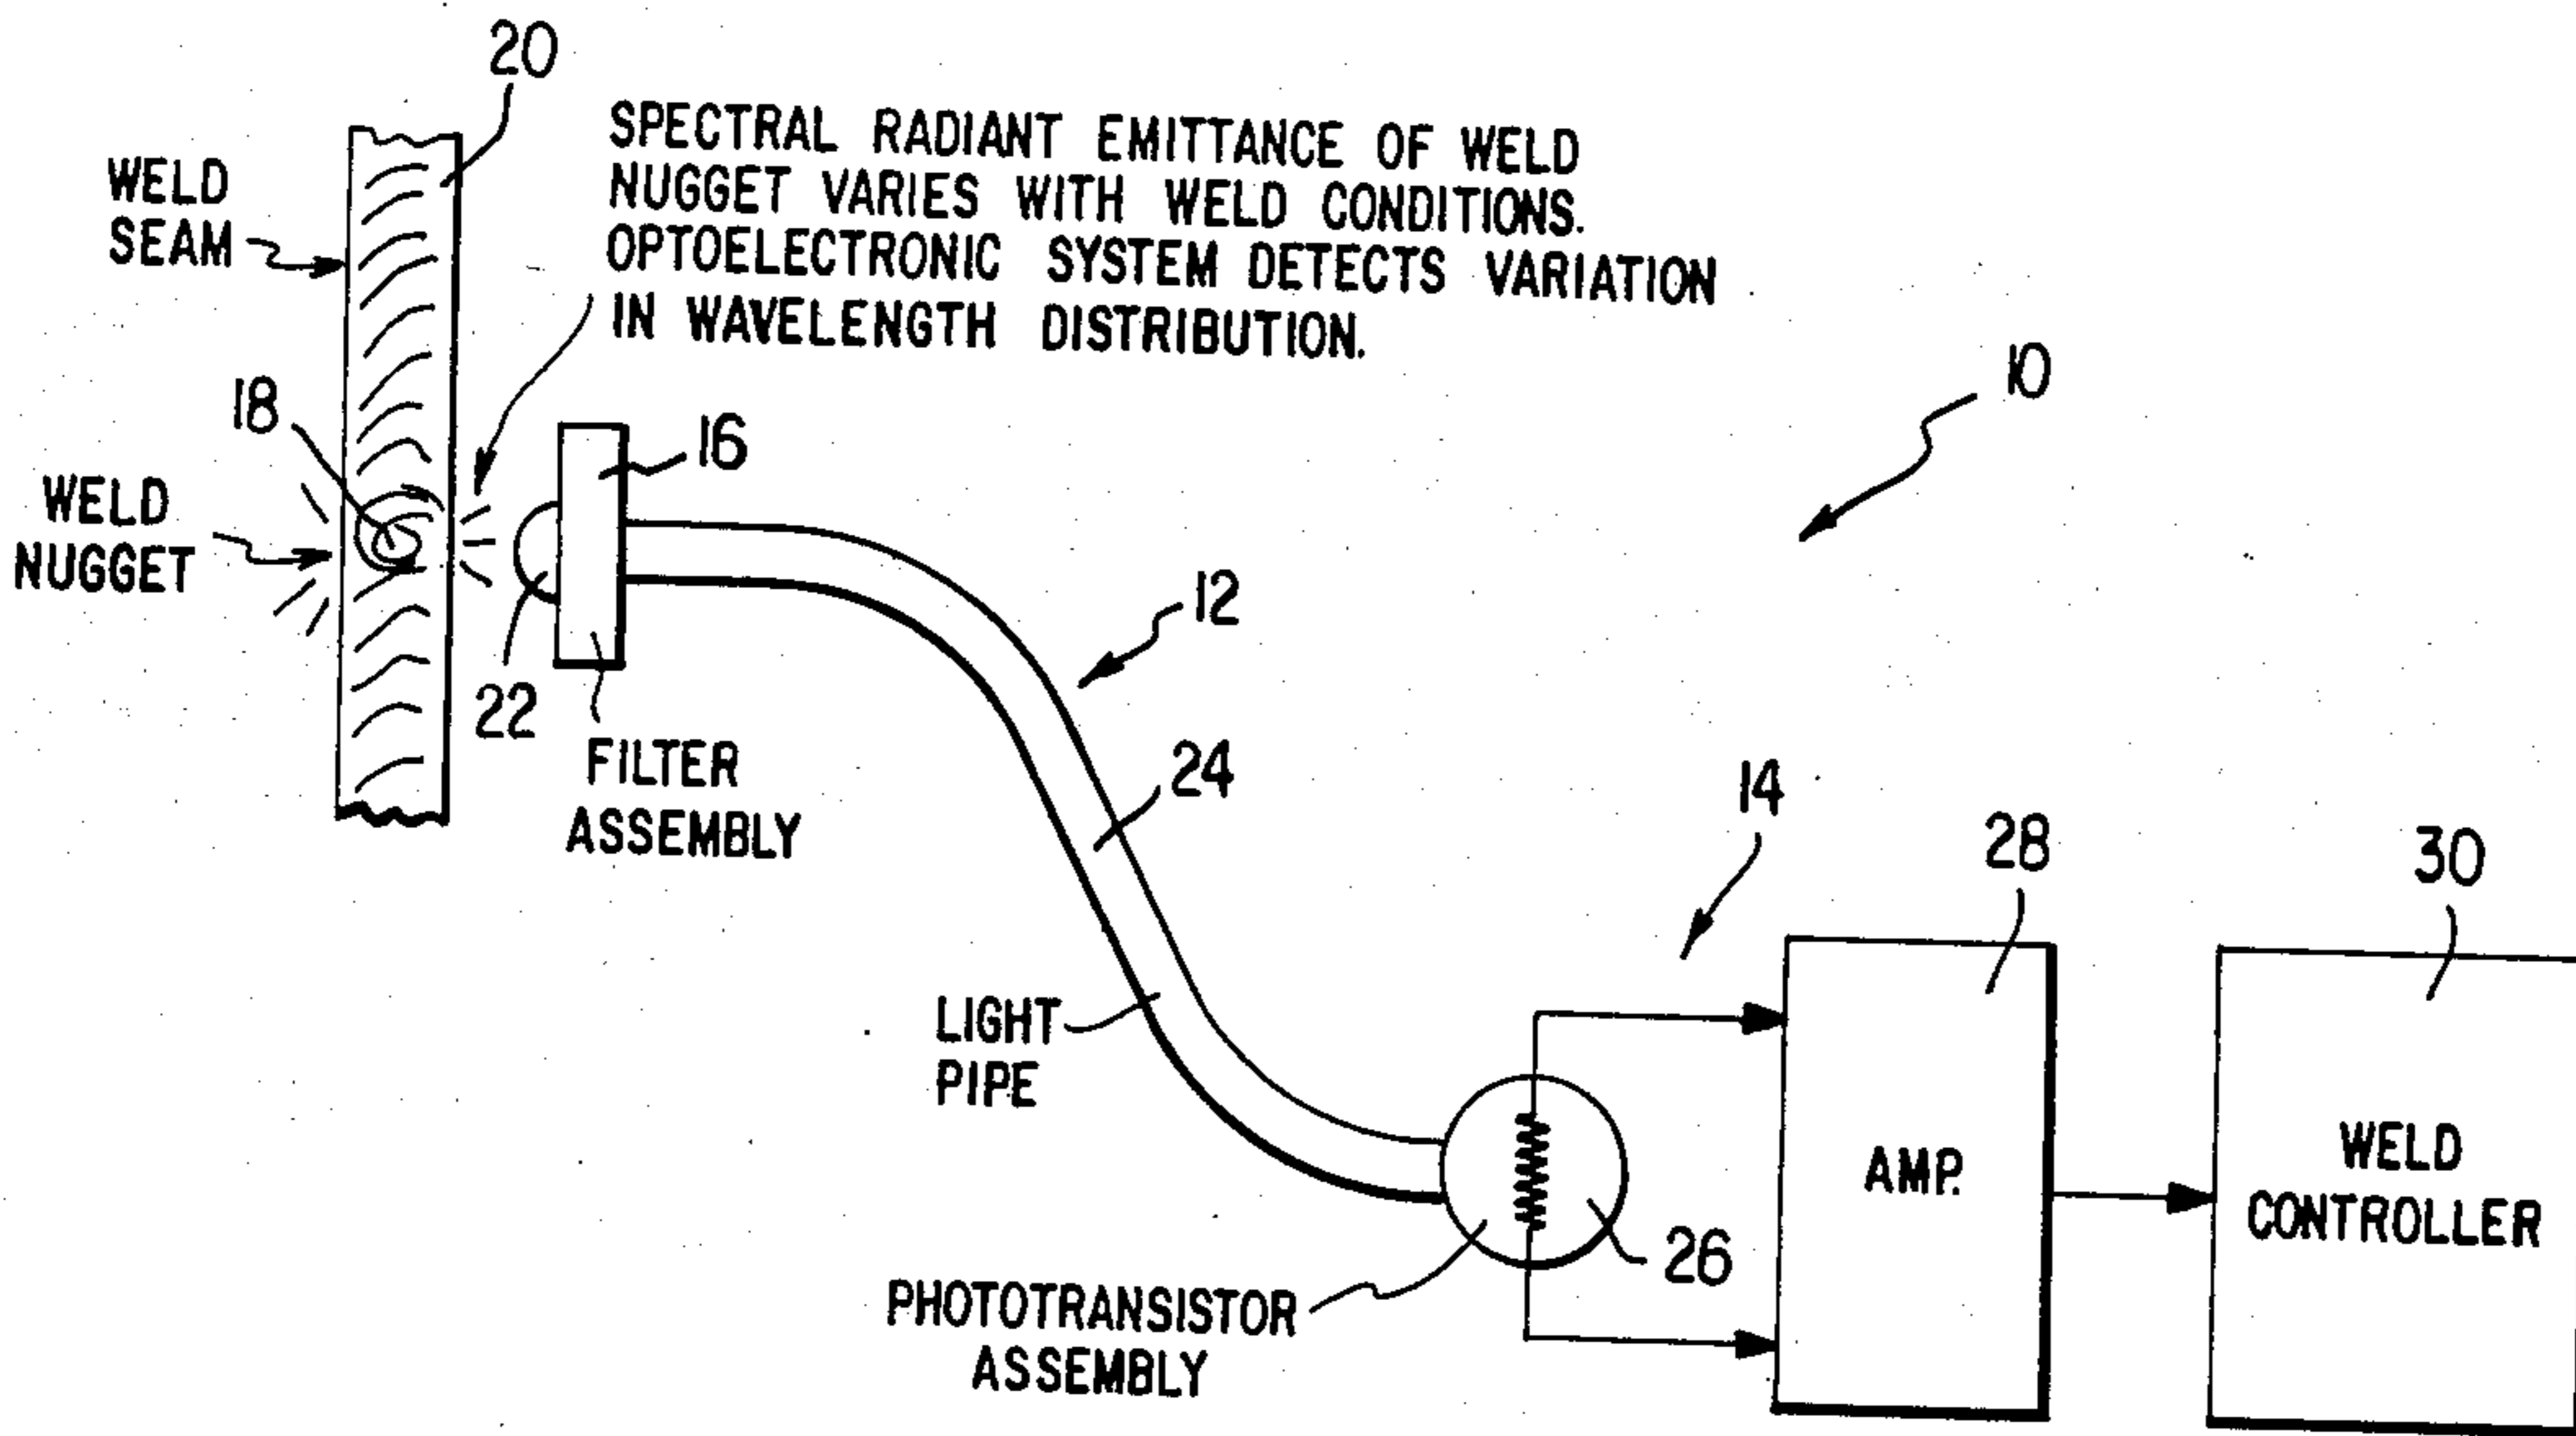 20
SPECTRAL RADIANT EMITTANCE OF WELD
NUGGET VARIES WITH WELD CONDITIONS.
OPTOELECTRONIC SYSTEM DETECTS VARIATION
IN WAVELENGTH DISTRIBUTION.
WELD
SEAM
10
18
16
WELD
NUGGET
12
22
FILTER
ASSEMBLY
24
14
28
30
LIGHT
PIPE
AMP.
WELD
CONTROLLER
26
PHOTOTRANSISTOR
ASSEMBLY